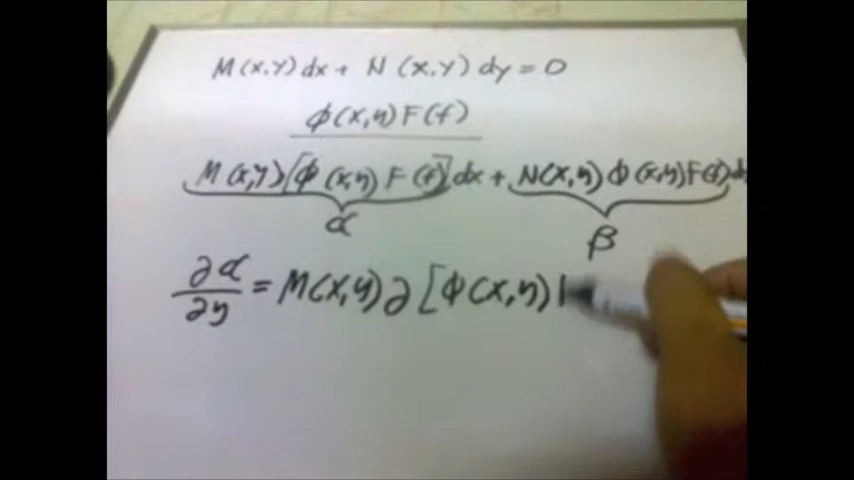 M(x,y)dx + N(x,y)dy = 0
ϕ(x,y)F(f)
M(x,y)[ϕ(x,y)F(f)]dx + N(x,y)ϕ(x,y)F(f)d
α β
∂α/∂y = M(x,y)∂[ϕ(x,y)